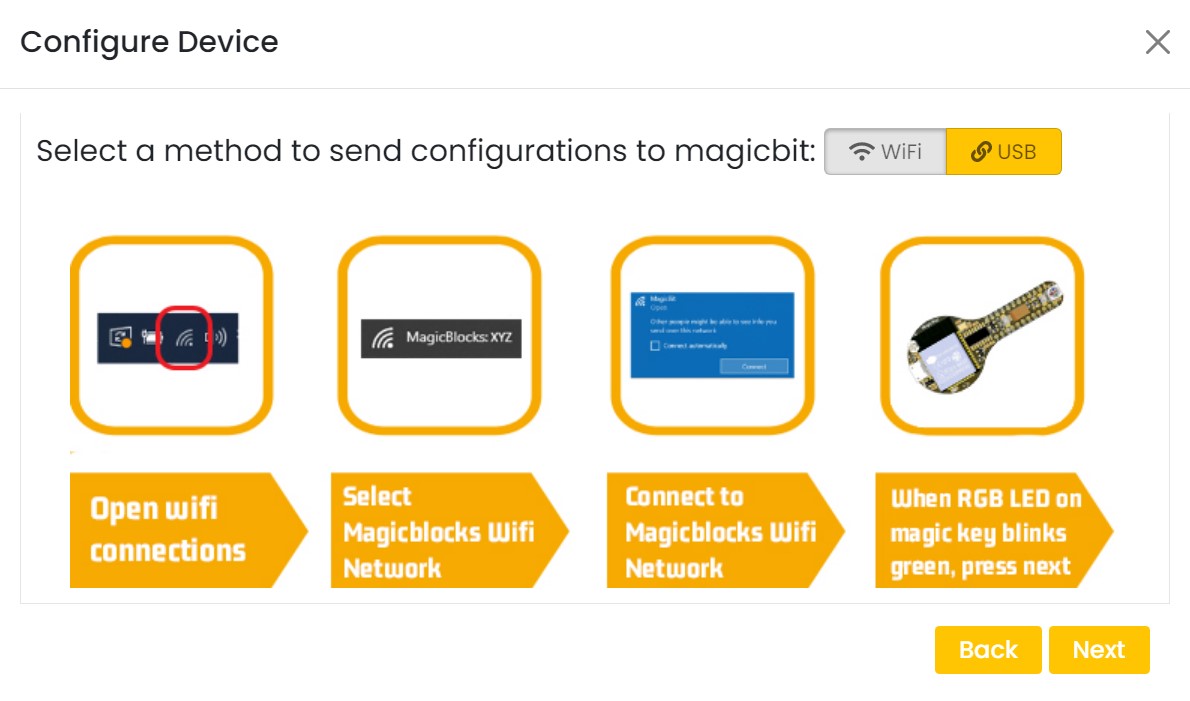 Configure Device
Select a method to send configurations to magicbit: WiFi USB
MagicBlocks: XYZ
MagicBit
Open
Other people might be able to see info you
send over this network
Connect automatically
Connect
Open wifi
connections
Select
Magicblocks Wifi
Network
Connect to
Magicblocks Wifi
Network
When RGB LED on
magic key blinks
green, press next
Back Next